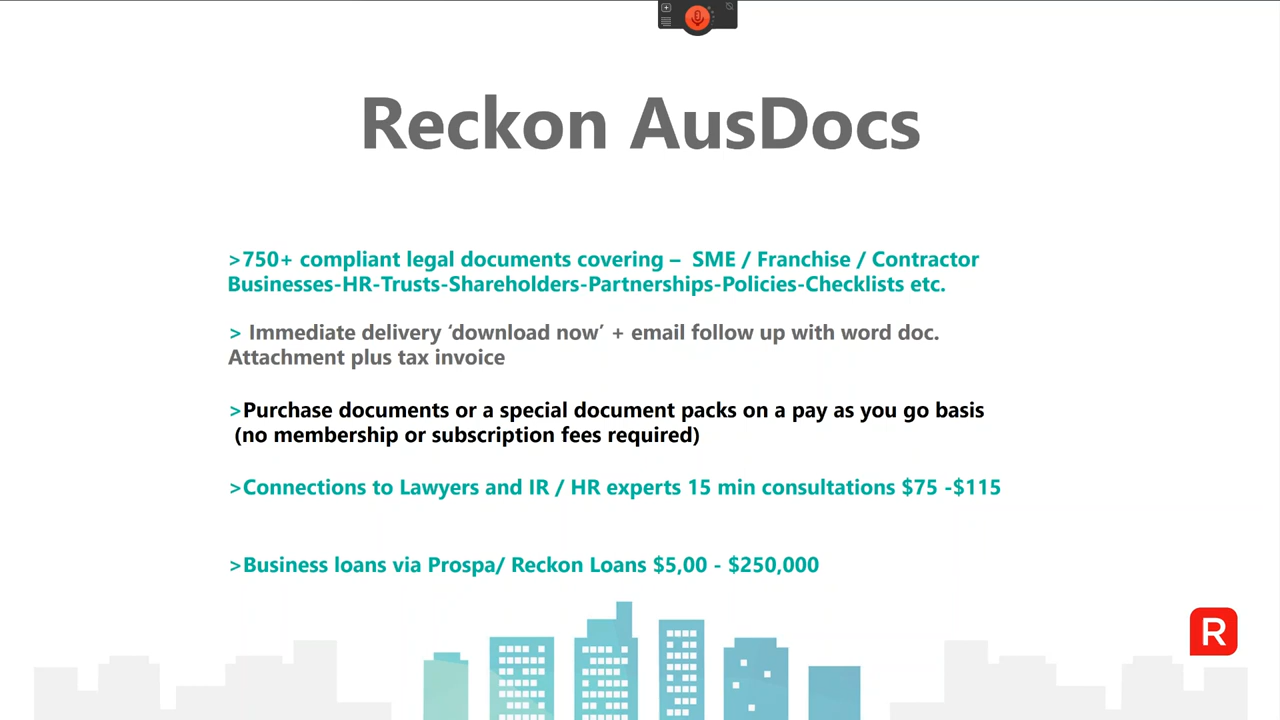 Reckon AusDocs
>750+ compliant legal documents covering – SME / Franchise / Contractor
Businesses-HR-Trusts-Shareholders-Partnerships-Policies-Checklists etc.
> Immediate delivery ‘download now’ + email follow up with word doc.
Attachment plus tax invoice
>Purchase documents or a special document packs on a pay as you go basis
(no membership or subscription fees required)
>Connections to Lawyers and IR / HR experts 15 min consultations $75 -$115
>Business loans via Prospa/ Reckon Loans $5,00 - $250,000
R